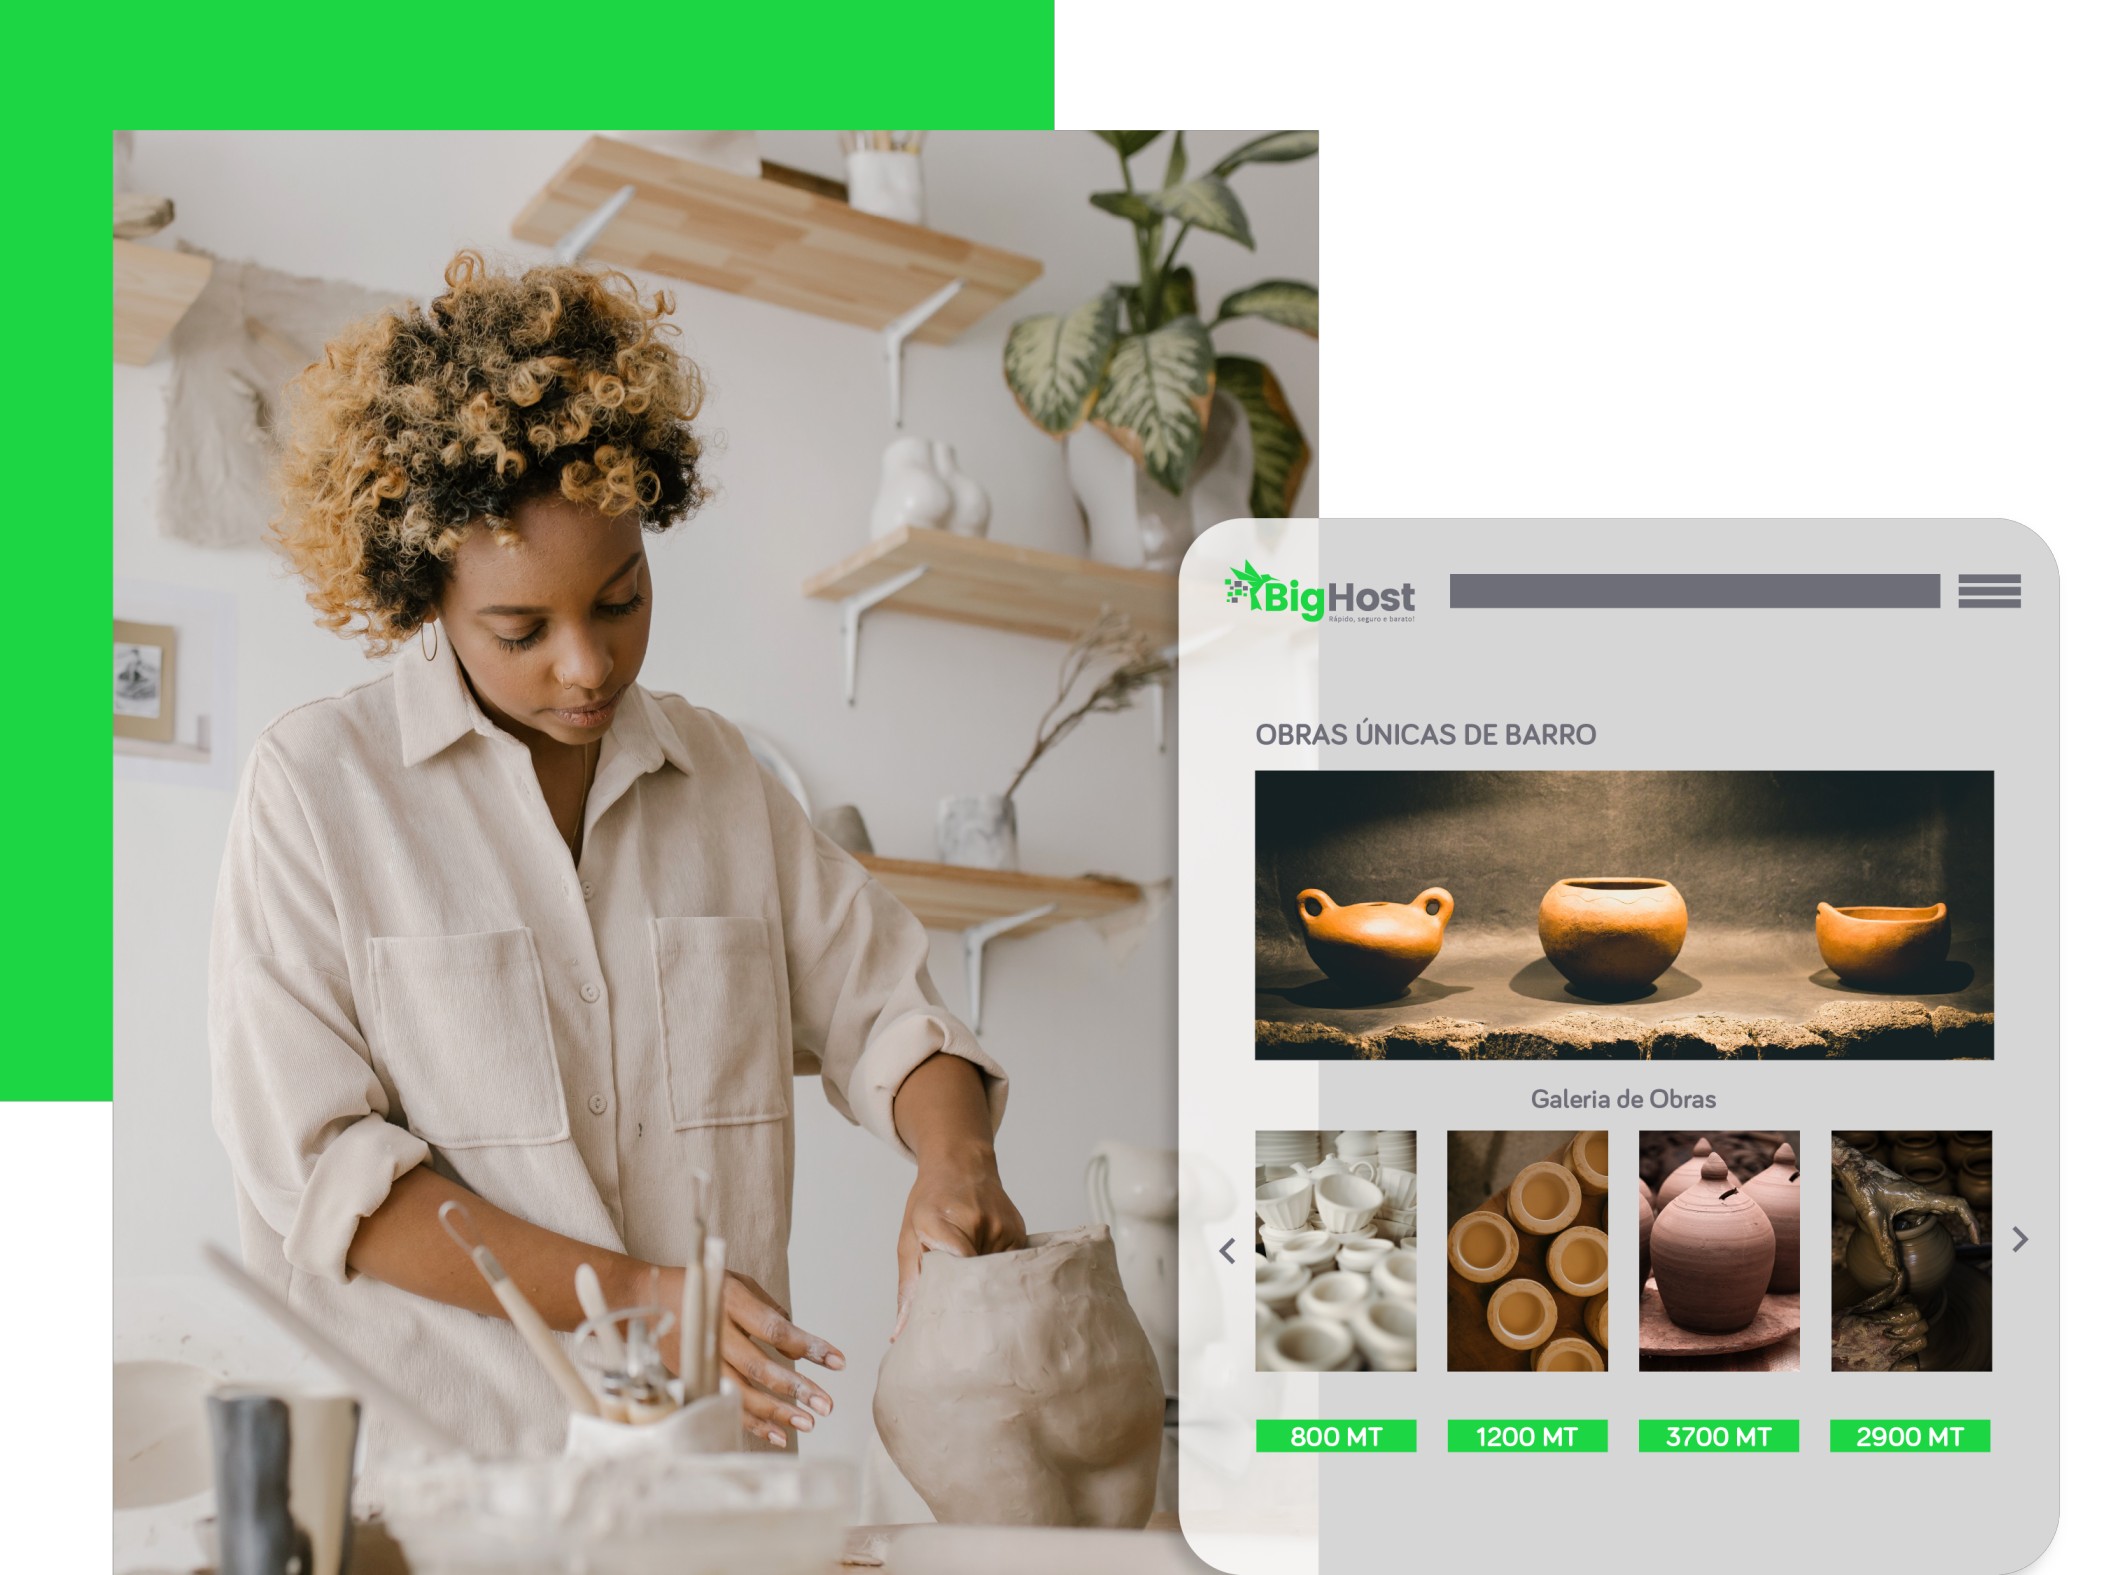 BigHost
Rápido, seguro e barato!
OBRAS ÚNICAS DE BARRO
Galeria de Obras
800 MT
1200 MT
3700 MT
2900 MT